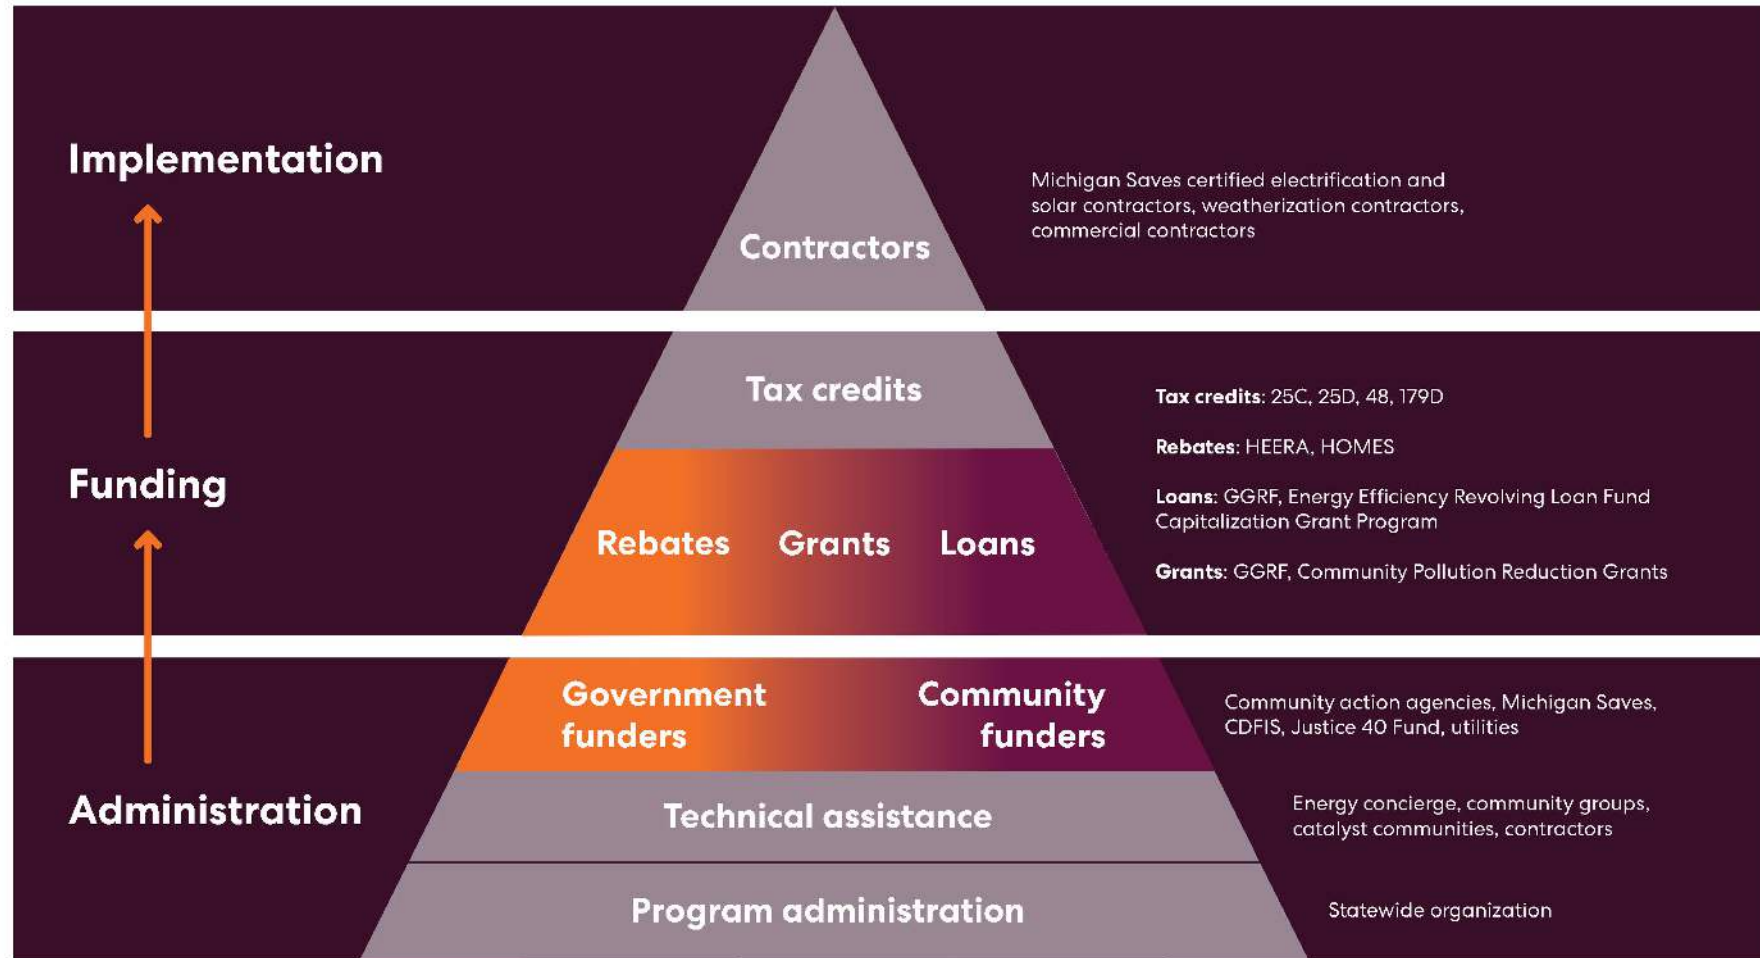 Implementation
Contractors
Michigan Saves certified electrification and
solar contractors, weatherization contractors,
commercial contractors
Funding
Tax credits
Rebates
Grants
Loans
Tax credits: 25C, 25D, 48, 179D
Rebates: HEERA, HOMES
Loans: GGRF, Energy Efficiency Revolving Loan Fund
Capitalization Grant Program
Grants: GGRF, Community Pollution Reduction Grants
Administration
Government
funders
Community
funders
Community action agencies, Michigan Saves,
CDFIS, Justice 40 Fund, utilities
Technical assistance
Energy concierge, community groups,
catalyst communities, contractors
Program administration
Statewide organization